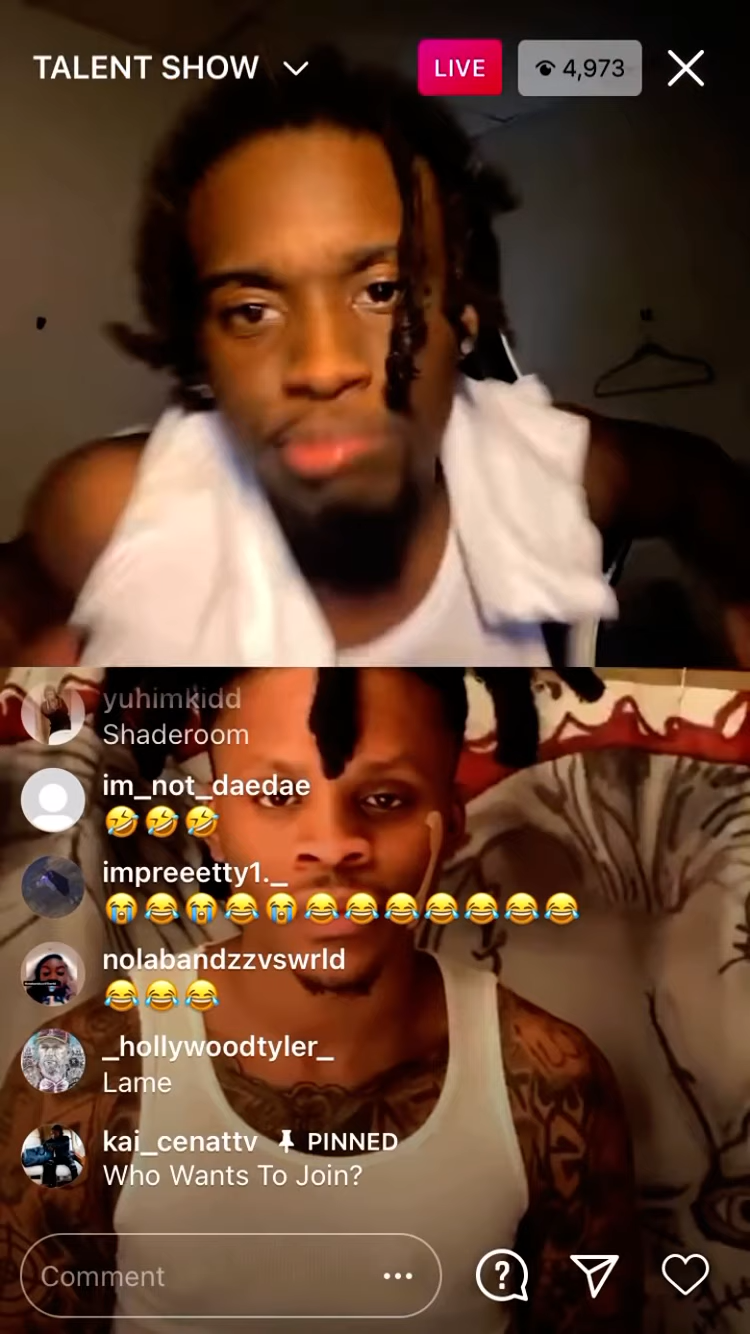 TALENT SHOW
LIVE
4,973
yuhimkidd
Shaderoom
im_not_daedae
🤣🤣🤣
impreeetty1._
😭😂😭😂😭😂😂😂😂😂😂😂
nolabandzzvswrld
😂😂😂
_hollywoodtyler_
Lame
kai_cenattv PINNED
Who Wants To Join?
Comment